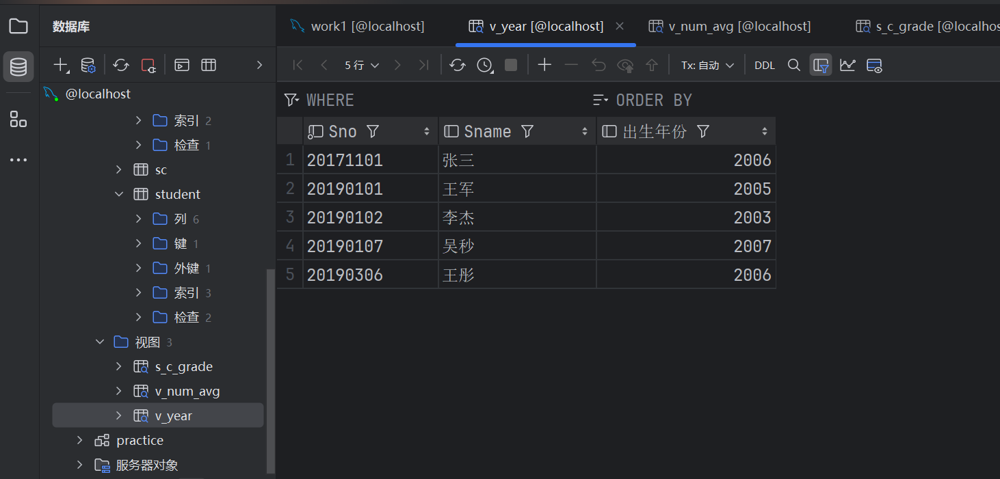 数据库
work1 [@localhost]
v_year [@localhost]
v_num_avg [@localhost]
s_c_grade [@localhos
5 行
Tx: 自动
DDL
@localhost
索引 2
检查 1
sc
student
列 6
键 1
外键 1
索引 3
检查 2
视图 3
s_c_grade
v_num_avg
v_year
practice
服务器对象
WHERE
ORDER BY
Sno Sname 出生年份
1 20171101 张三 2006
2 20190101 王军 2005
3 20190102 李杰 2003
4 20190107 吴秒 2007
5 20190306 王彤 2006